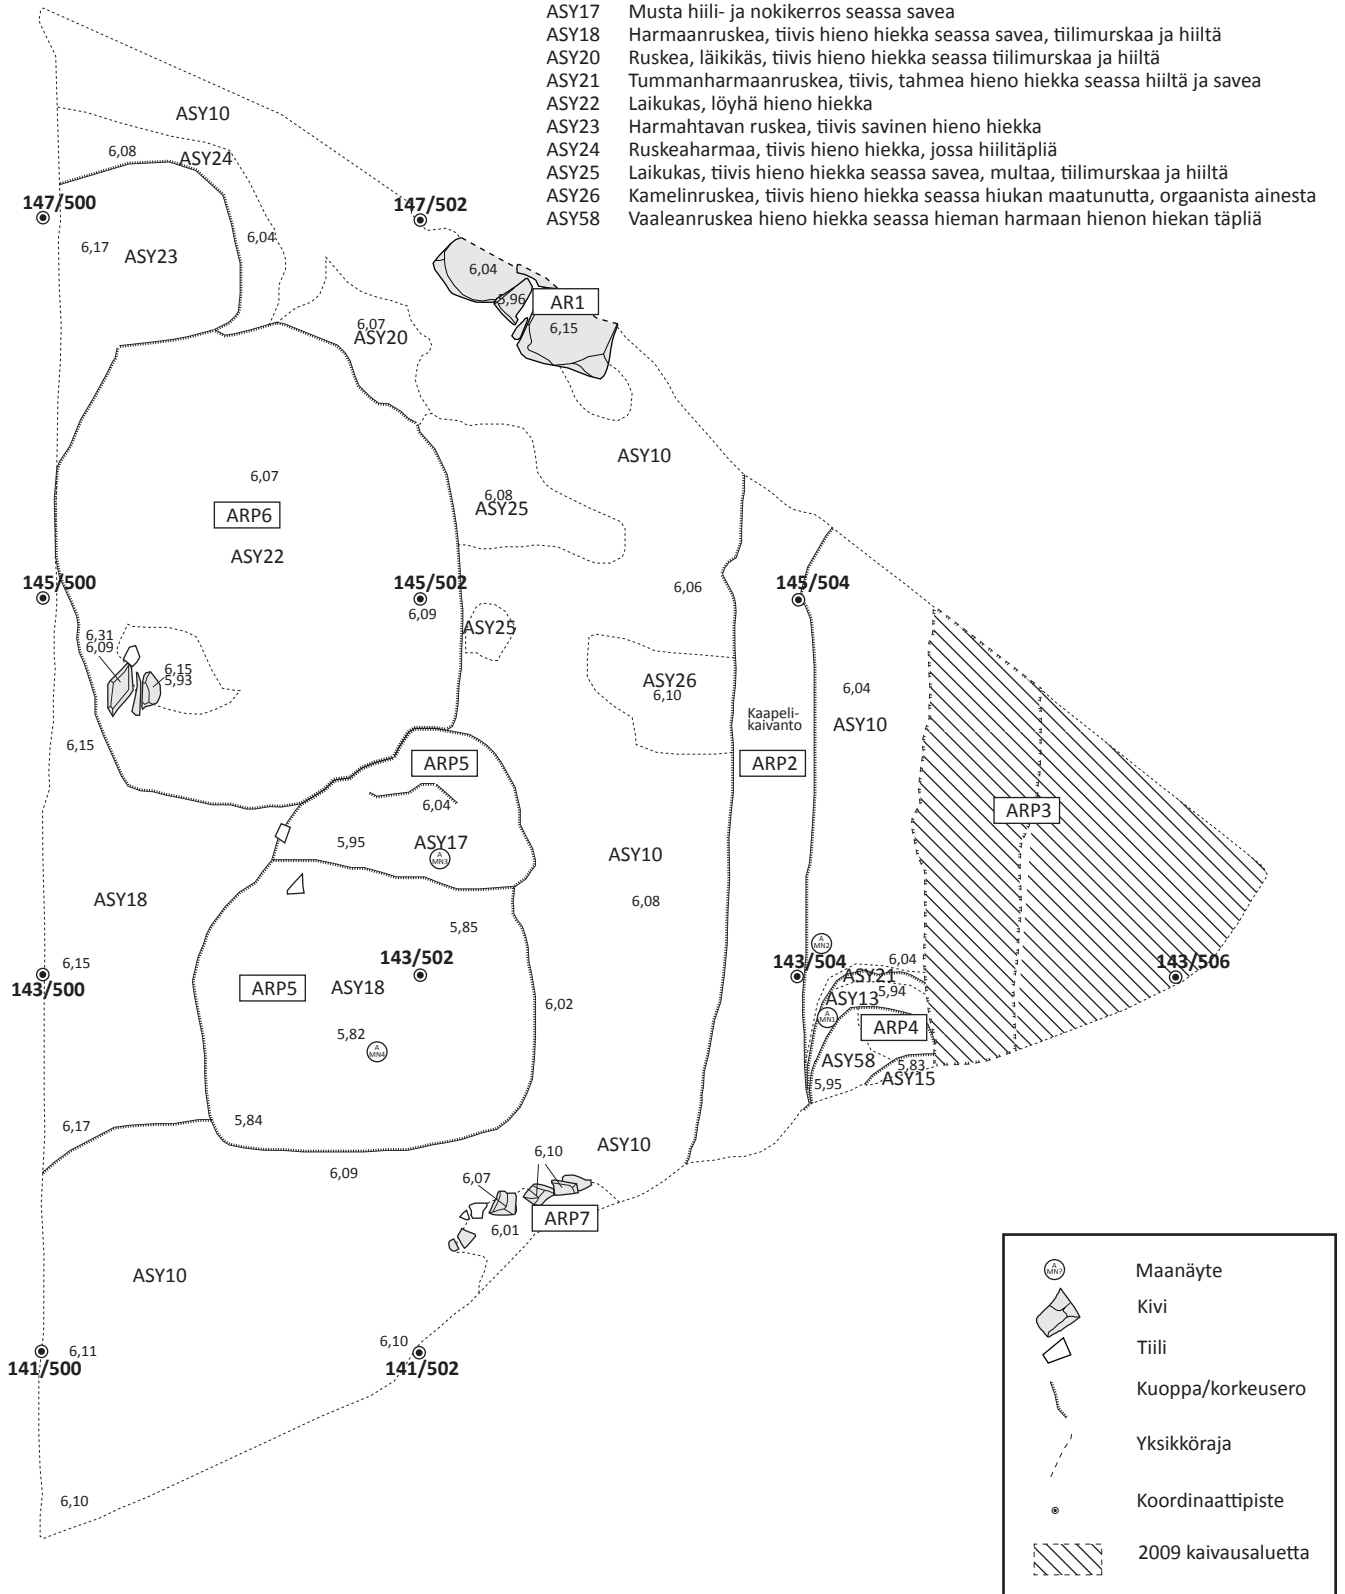 ASY17 Musta hiili- ja nokikerros seassa savea
ASY18 Harmaanruskea, tiivis hieno hiekka seassa savea, tiilimurskaa ja hiiltä
ASY20 Ruskea, läikikäs, tiivis hieno hiekka seassa tiilimurskaa ja hiiltä
ASY21 Tummanharmaanruskea, tiivis, tahmea hieno hiekka seassa hiiltä ja savea
ASY22 Laikukas, löyhä hieno hiekka
ASY23 Harmahtavan ruskea, tiivis savinen hieno hiekka
ASY24 Ruskeaharmaa, tiivis hieno hiekka, jossa hiilitäpliä
ASY25 Laikukas, tiivis hieno hiekka seassa savea, multaa, tiilimurskaa ja hiiltä
ASY26 Kamelinruskea, tiivis hieno hiekka seassa hiukan maatunutta, orgaanista ainesta
ASY58 Vaaleanruskea hieno hiekka seassa hieman harmaan hienon hiekan täpliä
ASY10
6,08
ASY24
147/500
147/502
6,17
6,04
ASY23
6,04
5,96
AR1
6,15
6,07
ASY20
ASY10
6,07
6,08
ASY25
ARP6
ASY22
145/500
145/502
6,09
6,06
145/504
6,31
6,09
ASY25
6,15
5,93
ASY26
6,10
6,04
ASY10
Kaapeli-
kaivanto
6,15
ARP5
ARP2
6,04
ARP3
5,95
ASY17
A
MN3
ASY10
6,08
ASY18
5,85
A
MN2
6,15
143/500
143/502
143/504
6,04
143/506
ASY21
ARP5
ASY18
5,94
ASY13
6,02
A
MN1
ARP4
5,82
A
MN4
ASY58
5,83
ASY15
5,95
6,17
5,84
ASY10
6,09
6,10
6,07
ARP7
6,01
ASY10
6,11
141/500
6,10
141/502
6,10
A
MN?
Maanäyte
Kivi
Tiili
Kuoppa/korkeusero
Yksikköraja
Koordinaattipiste
2009 kaivausaluetta